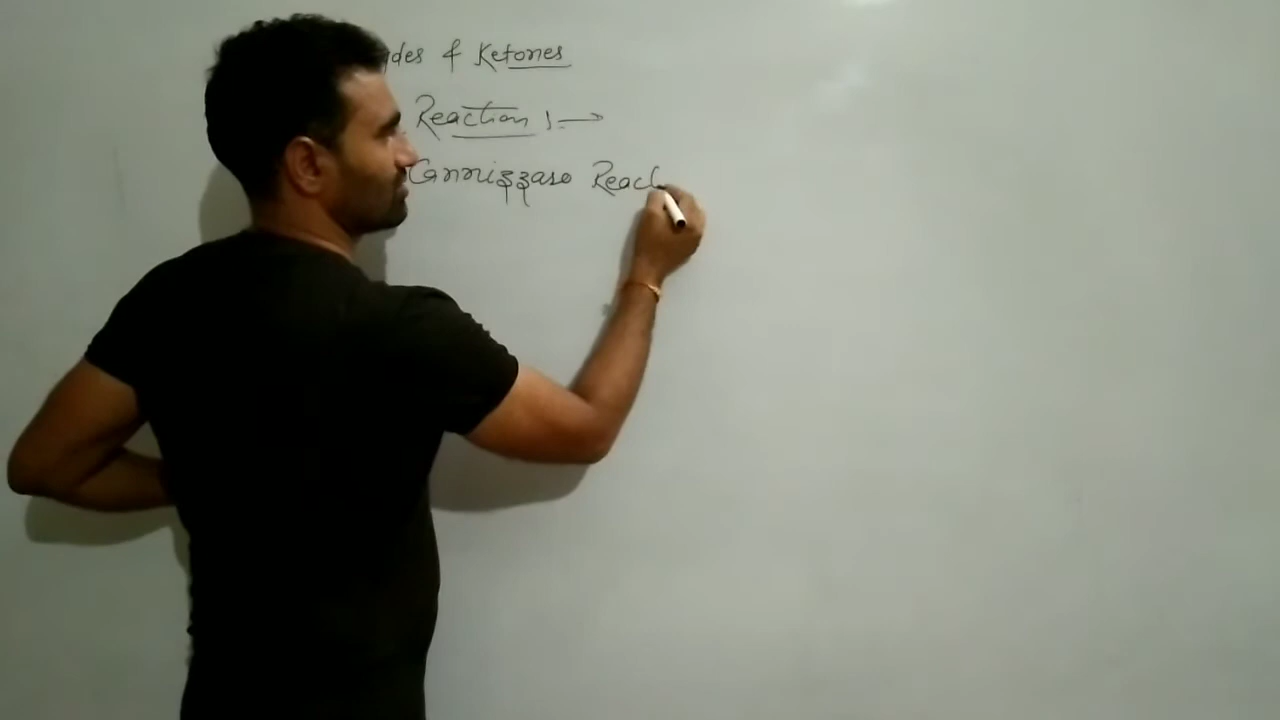 ydes & Ketones
Reaction :→
Cannizzaro Reac